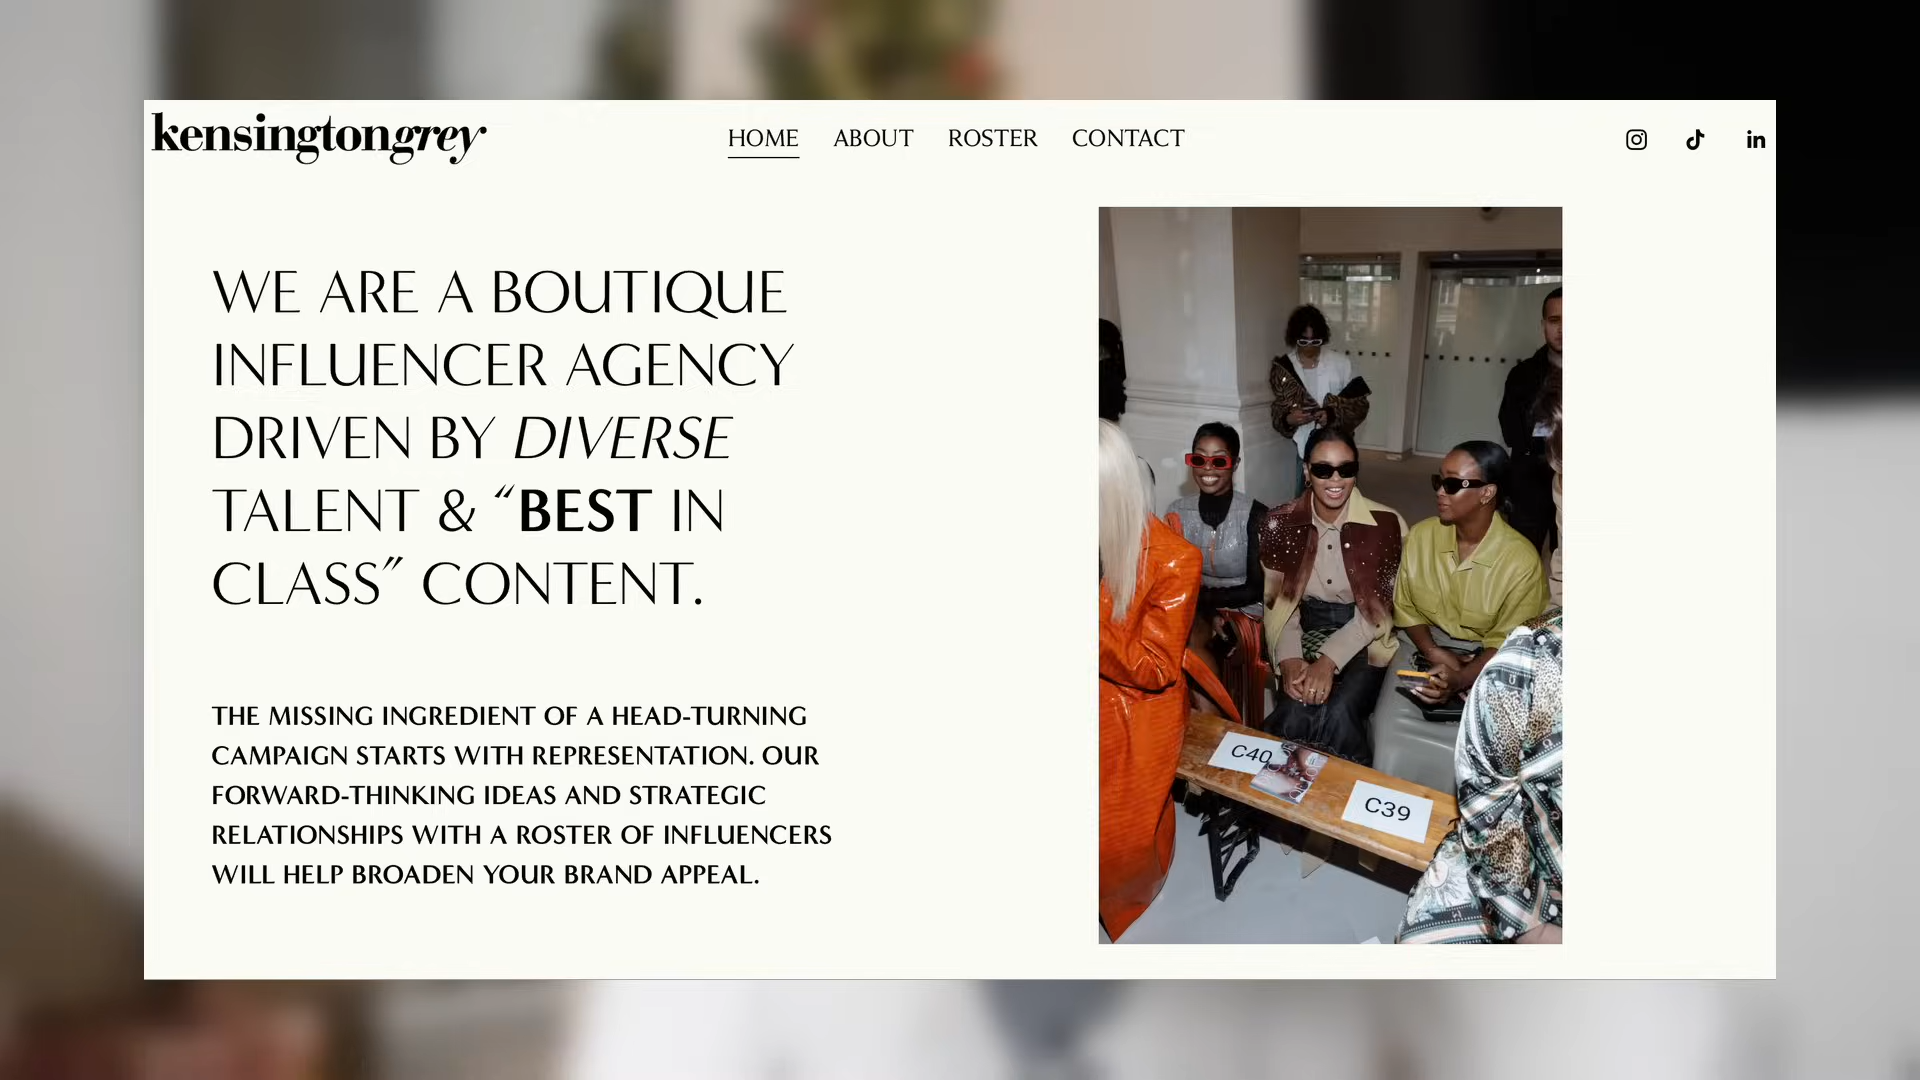 kensingtongrey
HOME ABOUT ROSTER CONTACT
in
WE ARE A BOUTIQUE
INFLUENCER AGENCY
DRIVEN BY DIVERSE
TALENT & “BEST IN
CLASS” CONTENT.
THE MISSING INGREDIENT OF A HEAD-TURNING
CAMPAIGN STARTS WITH REPRESENTATION. OUR
FORWARD-THINKING IDEAS AND STRATEGIC
RELATIONSHIPS WITH A ROSTER OF INFLUENCERS
WILL HELP BROADEN YOUR BRAND APPEAL.
C40
C39